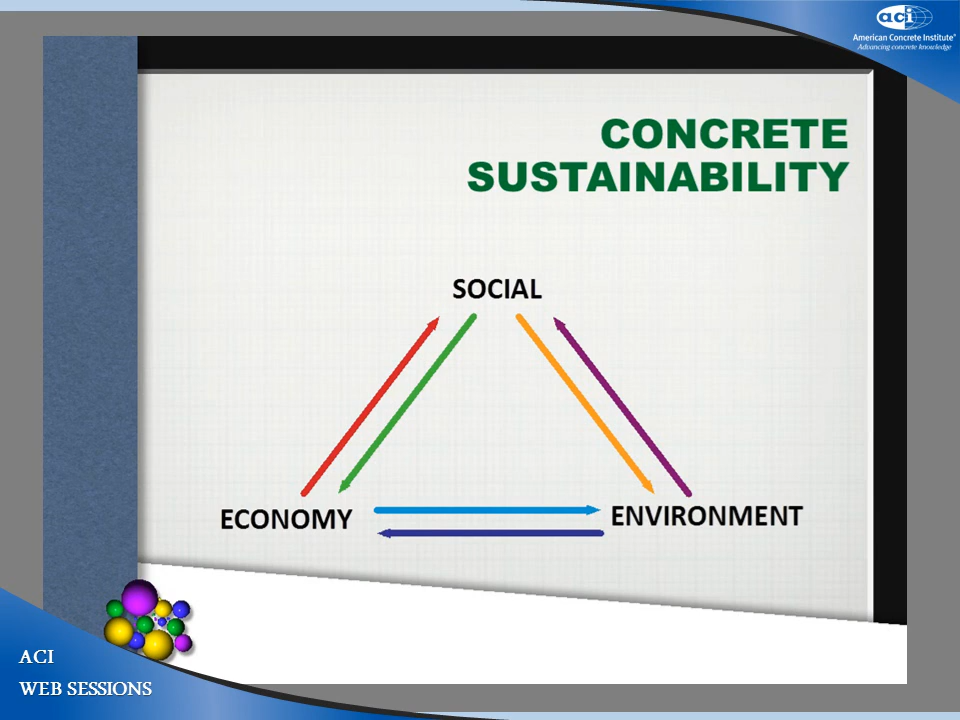 aci
American Concrete Institute®
Advancing concrete knowledge
CONCRETE
SUSTAINABILITY
SOCIAL
ECONOMY
ENVIRONMENT
ACI
WEB SESSIONS